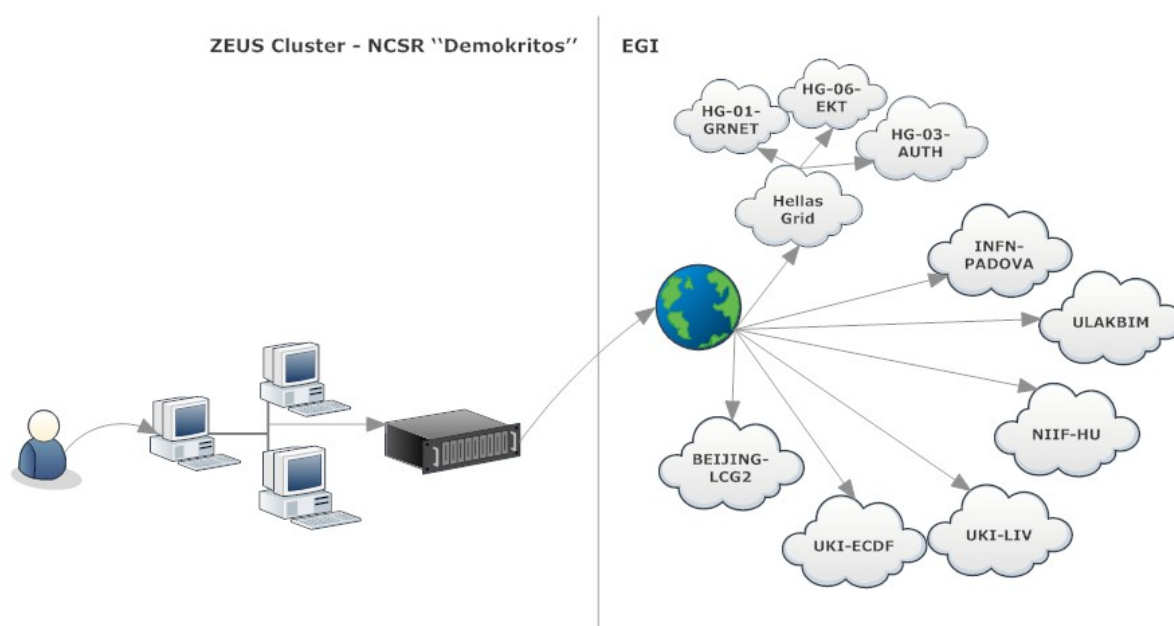 ZEUS Cluster - NCSR ‘‘Demokritos’’
EGI
HG-01-
GRNET
HG-06-
EKT
HG-03-
AUTH
Hellas
Grid
INFN-
PADOVA
ULAKBIM
NIIF-HU
BEIJING-
LCG2
UKI-ECDF
UKI-LIV